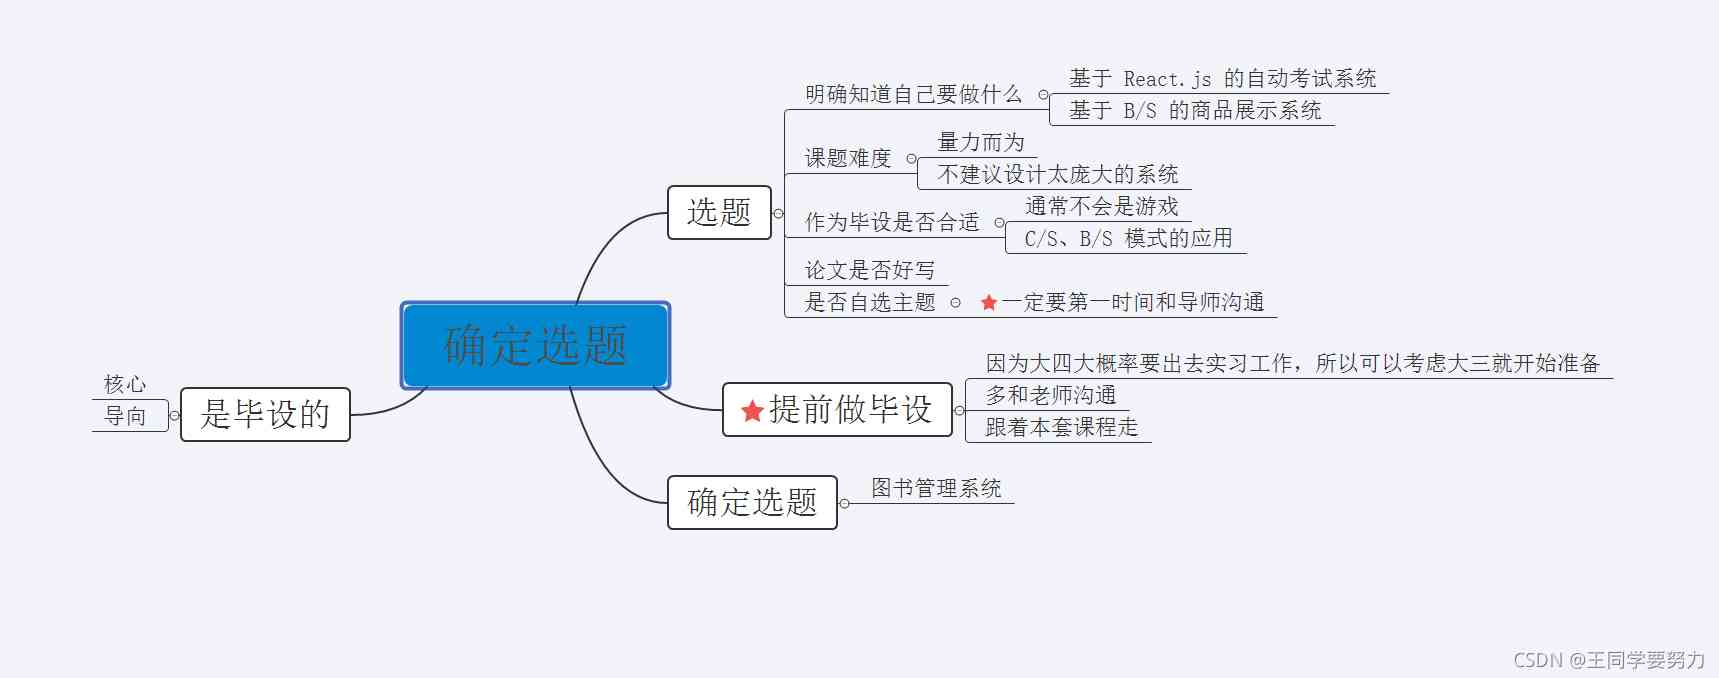 确定选题
选题
明确知道自己要做什么
基于 React.js 的自动考试系统
基于 B/S 的商品展示系统
课题难度
量力而为
不建议设计太庞大的系统
作为毕设是否合适
通常不会是游戏
C/S、B/S 模式的应用
论文是否好写
是否自选主题
一定要第一时间和导师沟通
提前做毕设
因为大四大概率要出去实习工作，所以可以考虑大三就开始准备
多和老师沟通
跟着本套课程走
确定选题
图书管理系统
是毕设的
核心
导向
CSDN @王同学要努力